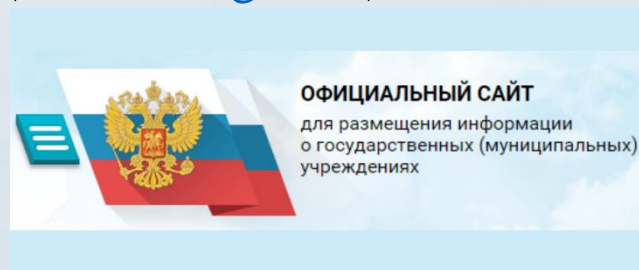 ОФИЦИАЛЬНЫЙ САЙТ
для размещения информации
о государственных (муниципальных)
учреждениях